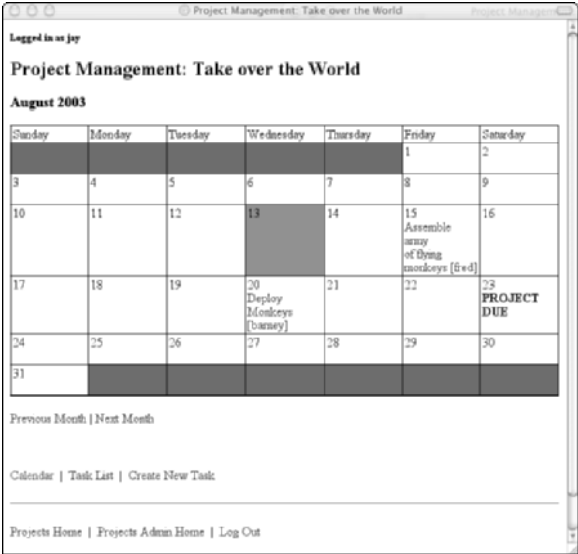 Project Management: Take over the World
Logged in as jay
Project Management: Take over the World
August 2003
Sunday Monday Tuesday Wednesday Thursday Friday Saturday
1 2
3 4 5 6 7 8 9
10 11 12 13 14 15 16
Assemble
army
of flying
monkeys [fred]
17 18 19 20 21 22 23
Deploy PROJECT
Monkeys DUE
[barney]
24 25 26 27 28 29 30
31
Previous Month | Next Month
Calendar | Task List | Create New Task
Projects Home | Projects Admin Home | Log Out